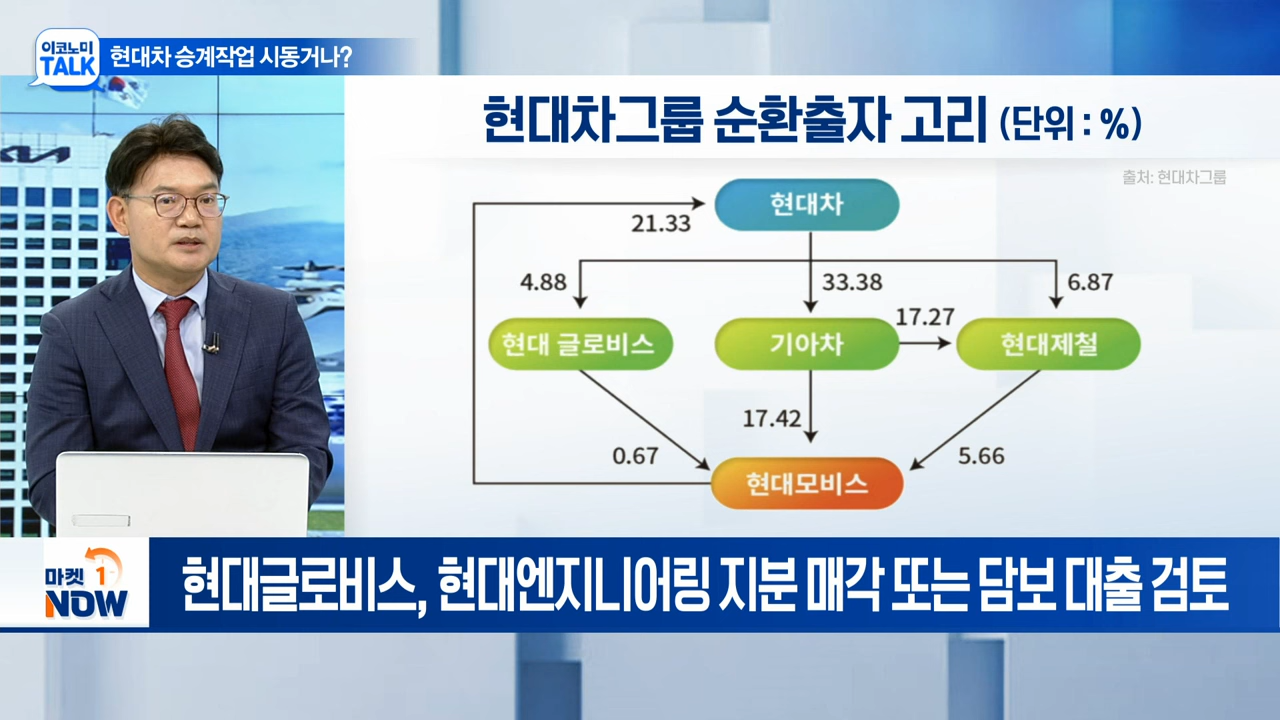 이코노미
TALK
현대차 승계작업 시동거나?
현대차그룹 순환출자 고리 (단위 : %)
출처: 현대차그룹
현대차
21.33
4.88
33.38
6.87
17.27
현대 글로비스
기아차
현대제철
17.42
0.67
5.66
현대모비스
마켓 1
NOW
현대글로비스, 현대엔지니어링 지분 매각 또는 담보 대출 검토